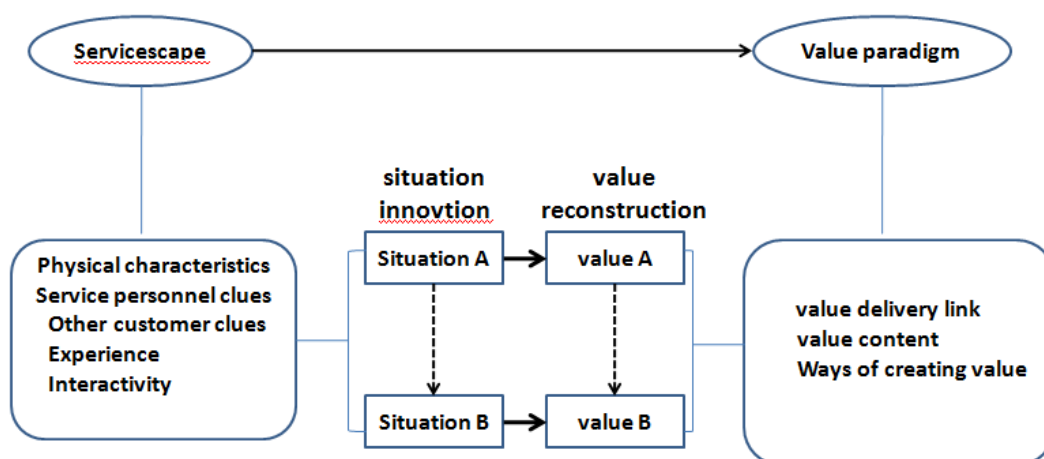 Servicescape
Value paradigm
situation
innovtion
value
reconstruction
Physical characteristics
Service personnel clues
Other customer clues
Experience
Interactivity
Situation A
value A
Situation B
value B
value delivery link
value content
Ways of creating value